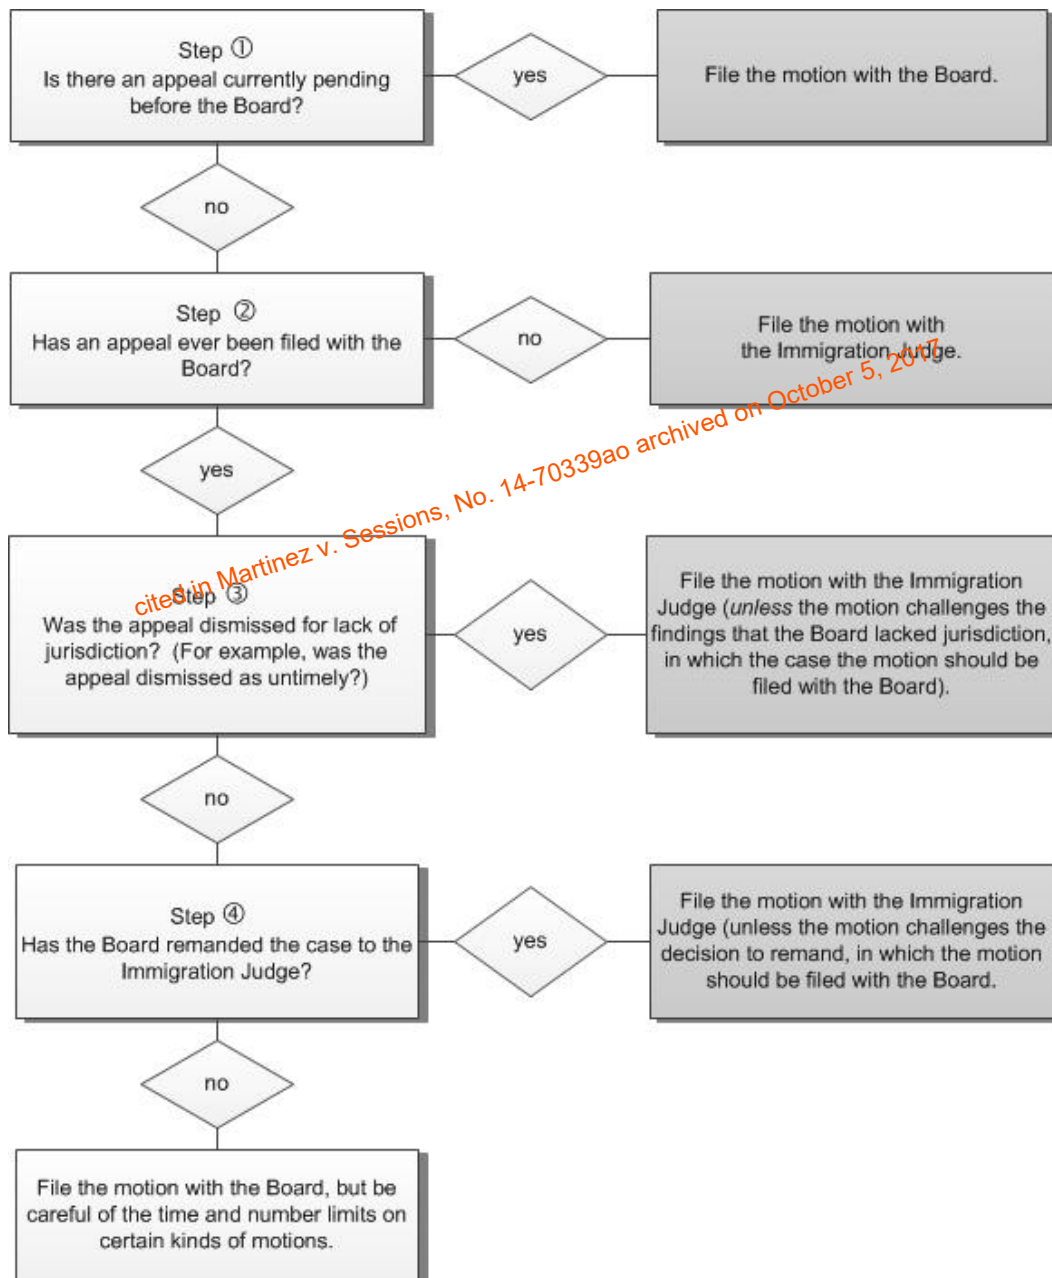 Step ①
Is there an appeal currently pending
before the Board?
yes
File the motion with the Board.
no
Step ②
Has an appeal ever been filed with the
Board?
no
File the motion with
the Immigration Judge.
yes
cited in Martinez v. Sessions, No. 14-70339ao archived on October 5, 2017
Step ③
Was the appeal dismissed for lack of
jurisdiction? (For example, was the
appeal dismissed as untimely?)
yes
File the motion with the Immigration
Judge (unless the motion challenges the
findings that the Board lacked jurisdiction,
in which the case the motion should be
filed with the Board).
no
Step ④
Has the Board remanded the case to the
Immigration Judge?
yes
File the motion with the Immigration
Judge (unless the motion challenges the
decision to remand, in which the motion
should be filed with the Board.
no
File the motion with the Board, but be
careful of the time and number limits on
certain kinds of motions.